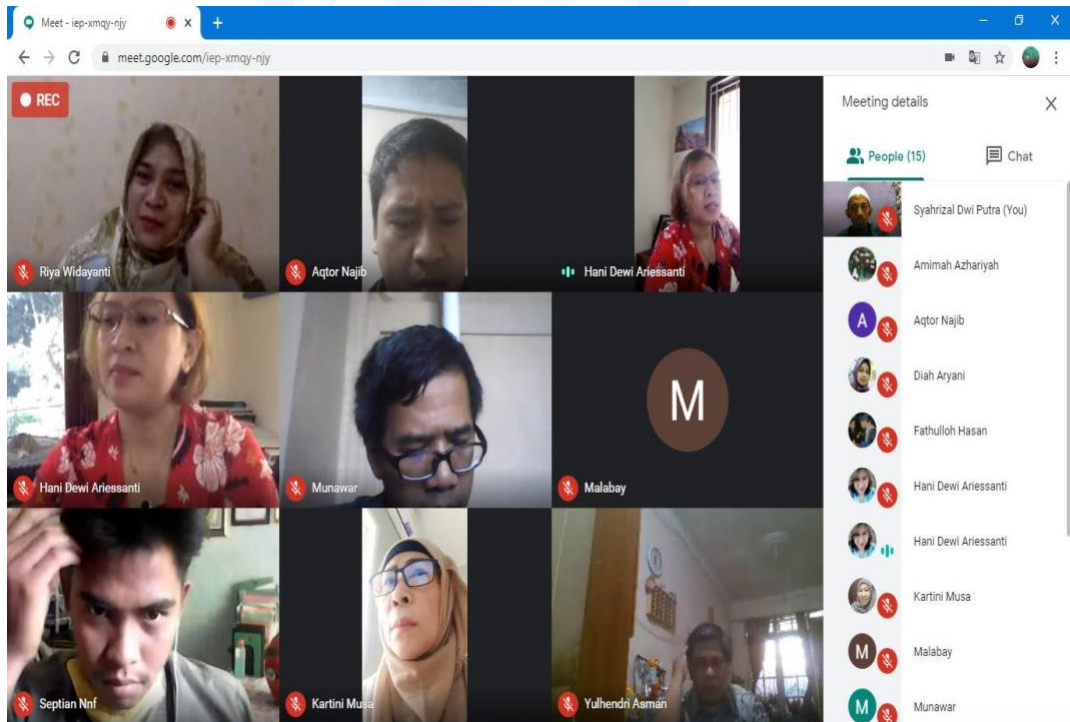 Meet - iep-xmqy-njy
meet.google.com/iep-xmqy-njy
REC
Riya Widayanti
Aqtor Najib
Hani Dewi Ariessanti
Hani Dewi Ariessanti
Munawar
M
Malabay
Septian Nnf
Kartini Musa
Yulhendri Asman
Meeting details
People (15)
Chat
Syahrizal Dwi Putra (You)
Amimah Azhariyah
A
Aqtor Najib
Diah Aryani
Fathulloh Hasan
Hani Dewi Ariessanti
Hani Dewi Ariessanti
Kartini Musa
M
Malabay
M
Munawar